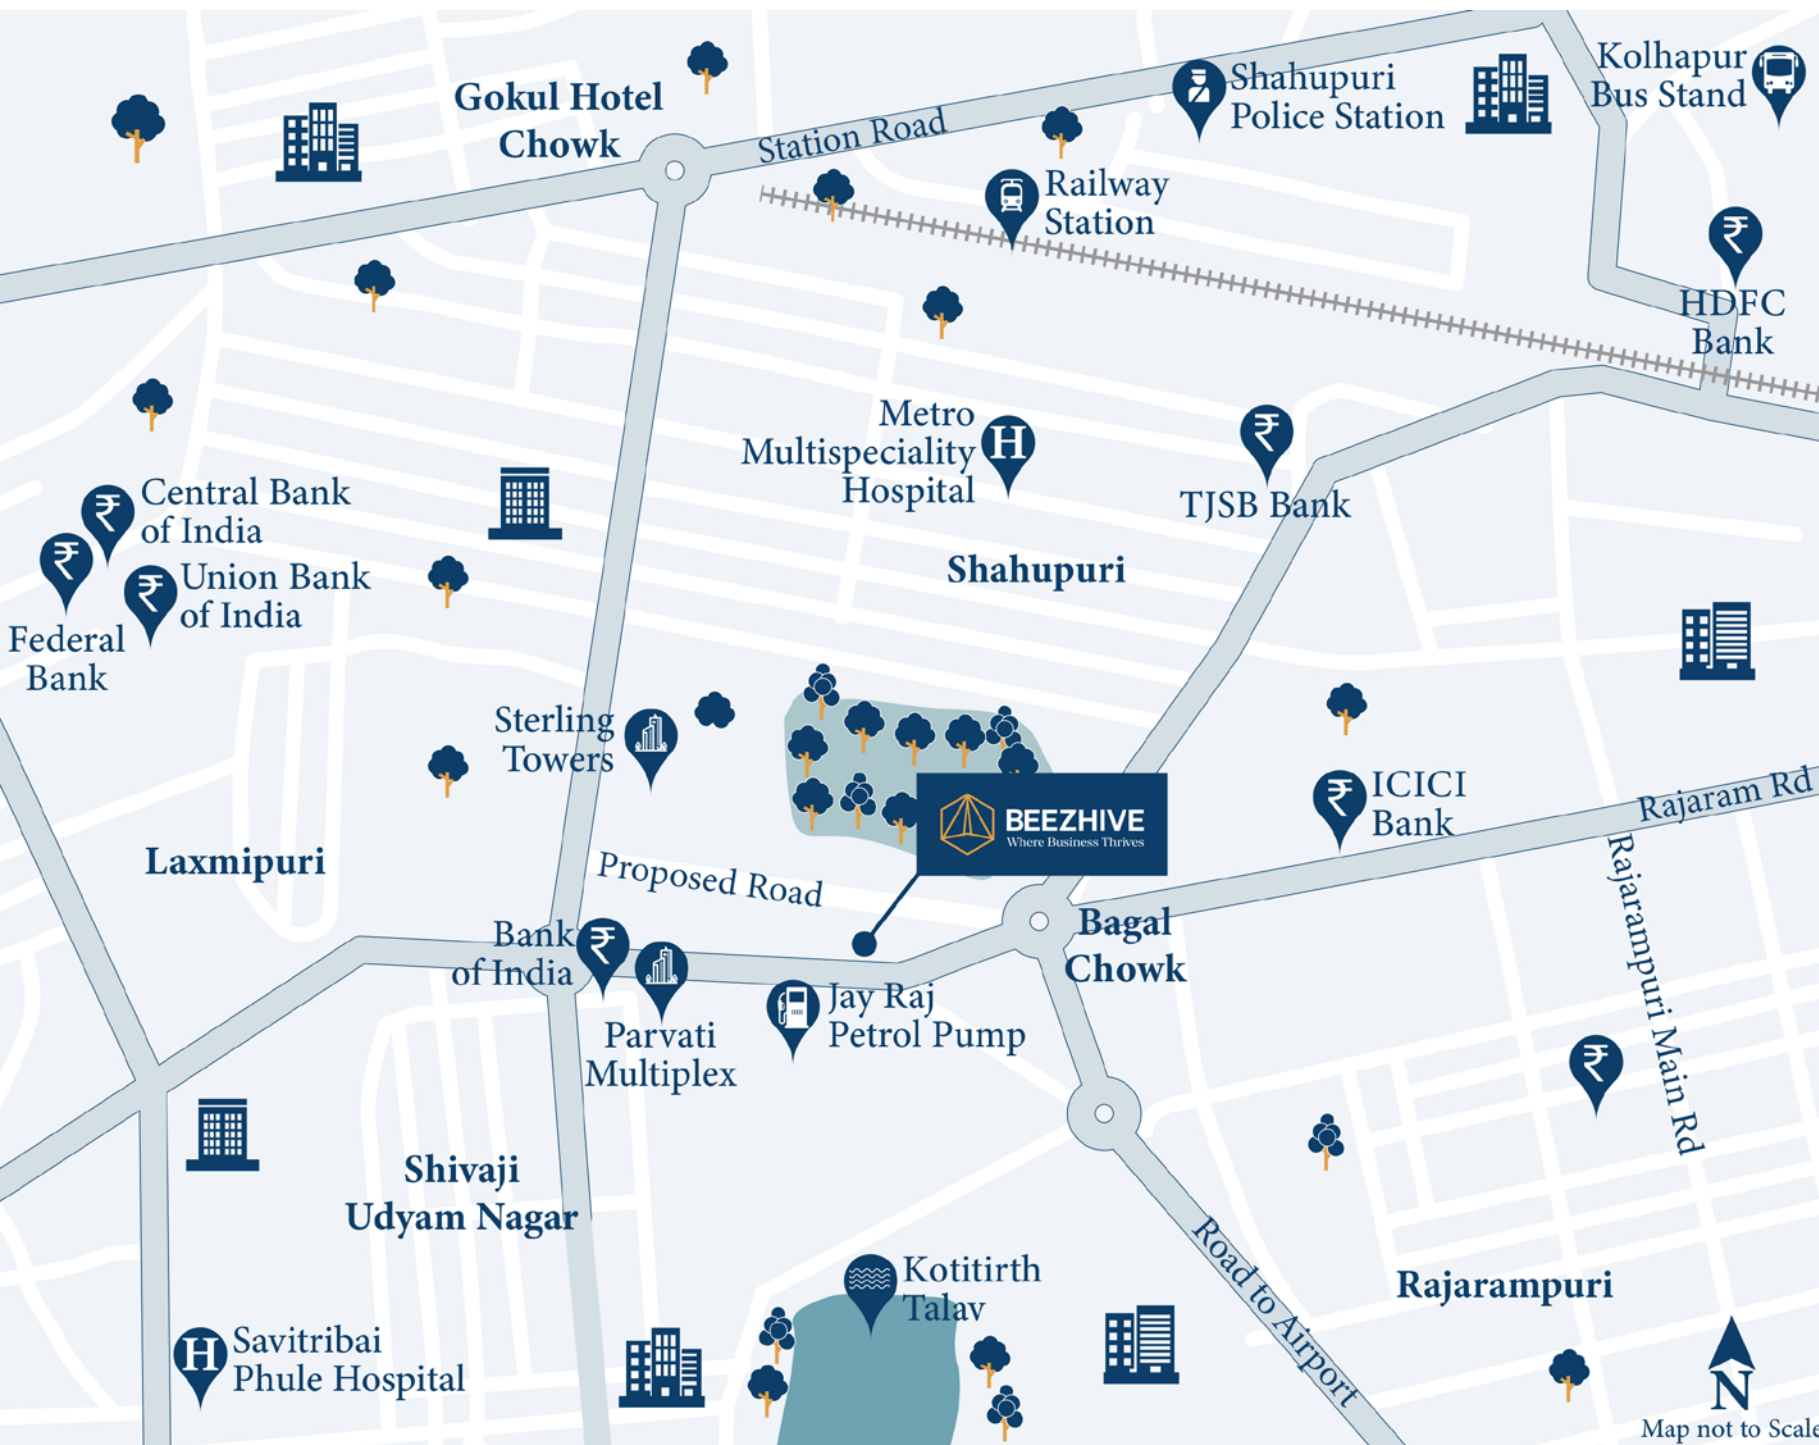 Kolhapur
Bus Stand
Shahupuri
Police Station
Gokul Hotel
Chowk
Station Road
Railway
Station
HDFC
Bank
Metro
Multispeciality
Hospital
H
TJSB Bank
Central Bank
of India
Union Bank
of India
Federal
Bank
₹
₹
₹
₹
₹
Shahupuri
Sterling
Towers
BEEZHIVE
Where Business Thrives
ICICI
Bank
₹
Rajaram Rd
Laxmipuri
Proposed Road
Bank
of India
₹
Bagal
Chowk
Rajarampuri Main Rd
Parvati
Multiplex
Jay Raj
Petrol Pump
₹
Shivaji
Udyam Nagar
Kotitirth
Talav
Road to Airport
Rajarampuri
Savitribai
Phule Hospital
H
N
Map not to Scale